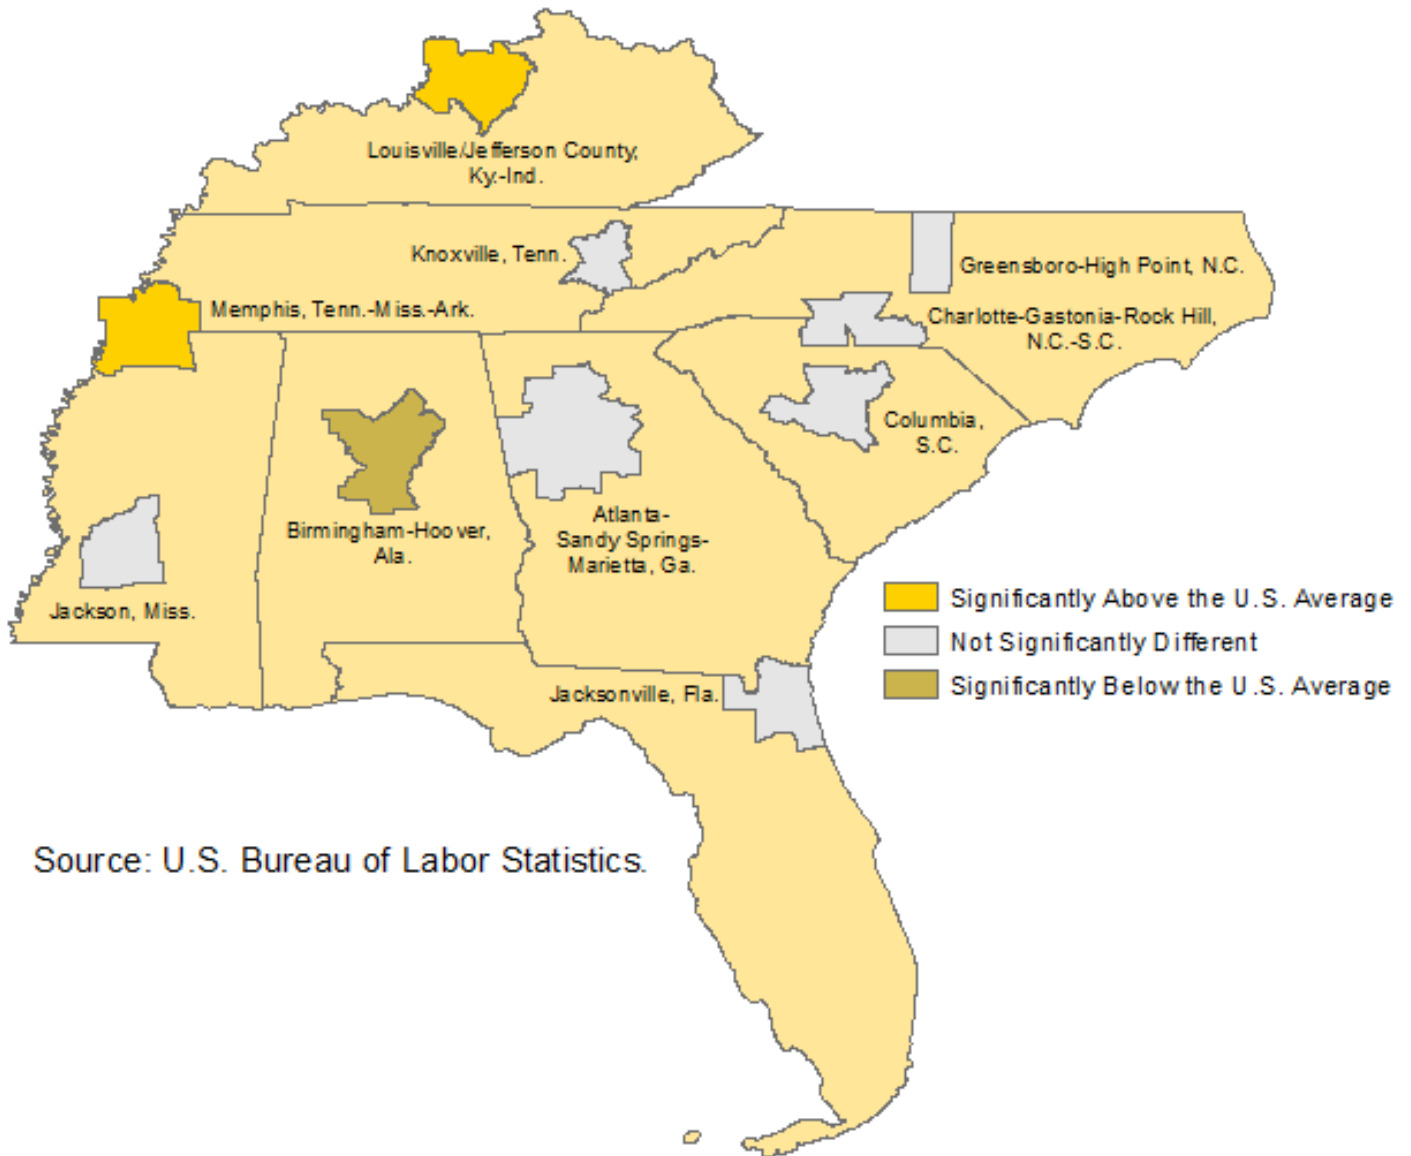 Louisville/Jefferson County,
Ky.-Ind.
Knoxville, Tenn.
Greensboro-High Point, N.C.
Memphis, Tenn.-Miss.-Ark.
Charlotte-Gastonia-Rock Hill,
N.C.-S.C.
Columbia,
S.C.
Birmingham-Hoover,
Ala.
Atlanta-
Sandy Springs-
Marietta, Ga.
Jackson, Miss.
Significantly Above the U.S. Average
Not Significantly Different
Significantly Below the U.S. Average
Jacksonville, Fla.
Source: U.S. Bureau of Labor Statistics.